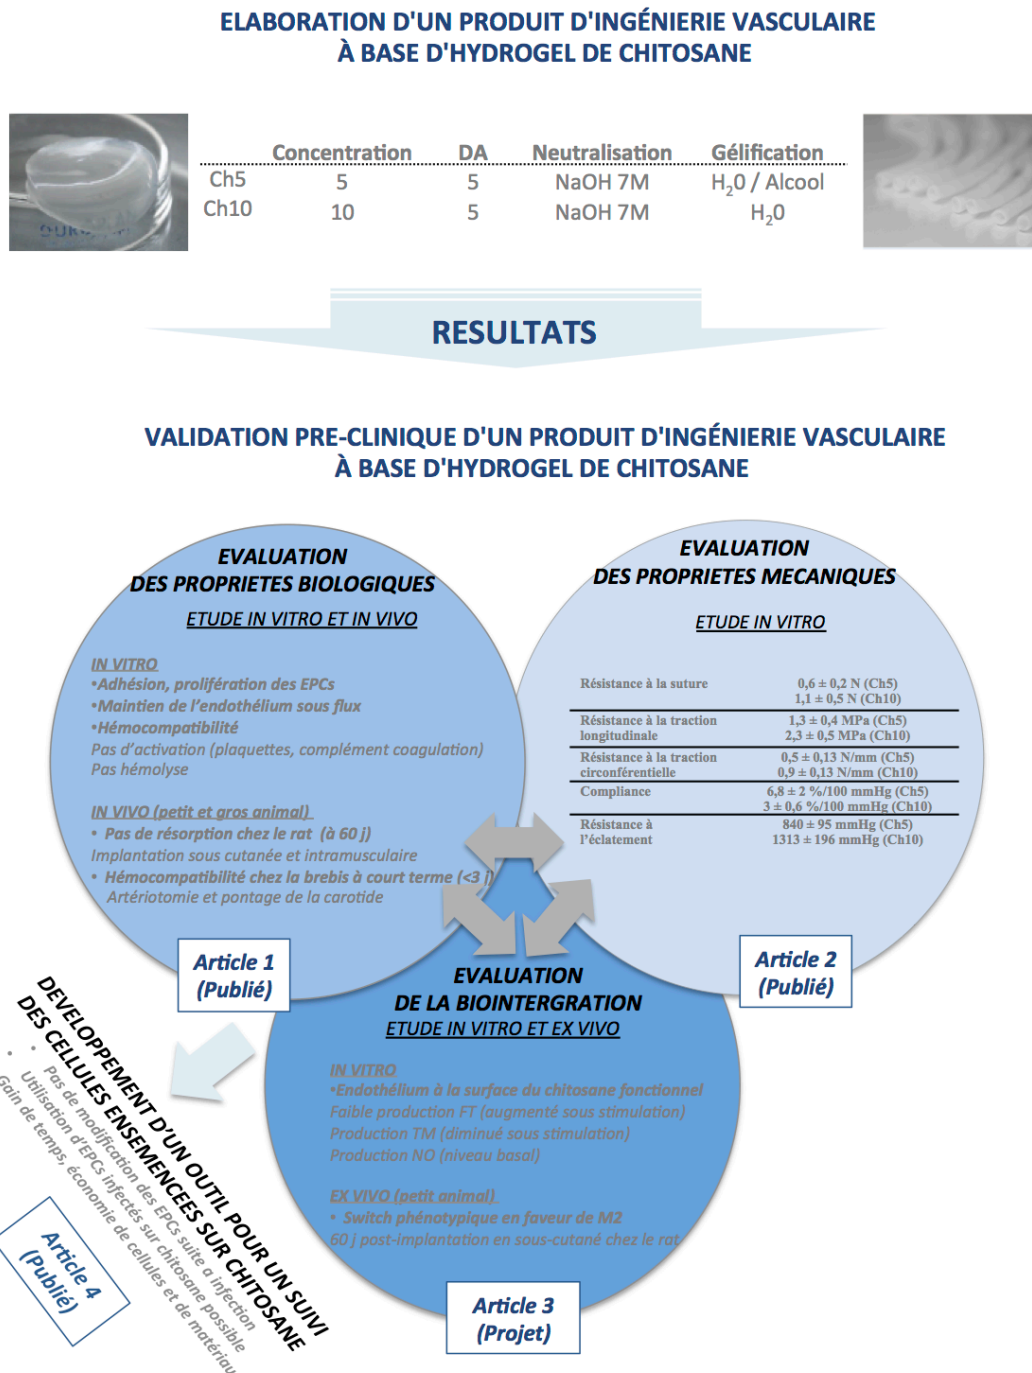 ELABORATION D'UN PRODUIT D'INGÉNIERIE VASCULAIRE
À BASE D'HYDROGEL DE CHITOSANE
Concentration DA Neutralisation Gélification
Ch5 5 5 NaOH 7M H₂0 / Alcool
Ch10 10 5 NaOH 7M H₂0
RESULTATS
VALIDATION PRE-CLINIQUE D'UN PRODUIT D'INGÉNIERIE VASCULAIRE
À BASE D'HYDROGEL DE CHITOSANE
EVALUATION
DES PROPRIETES BIOLOGIQUES
ETUDE IN VITRO ET IN VIVO
IN VITRO
•Adhésion, prolifération des EPCs
•Maintien de l'endothélium sous flux
•Hémocompatibilité
Pas d'activation (plaquettes, complément coagulation)
Pas hémolyse
IN VIVO (petit et gros animal)
• Pas de résorption chez le rat (à 60 j)
Implantation sous cutanée et intramusculaire
• Hémocompatibilité chez la brebis à court terme (<3 j)
Artériotomie et pontage de la carotide
Article 1
(Publié)
EVALUATION
DES PROPRIETES MECANIQUES
ETUDE IN VITRO
Résistance à la suture 0,6 ± 0,2 N (Ch5)
1,1 ± 0,5 N (Ch10)
Résistance à la traction 1,3 ± 0,4 MPa (Ch5)
longitudinale 2,3 ± 0,5 MPa (Ch10)
Résistance à la traction 0,5 ± 0,13 N/mm (Ch5)
circonférentielle 0,9 ± 0,13 N/mm (Ch10)
Compliance 6,8 ± 2 %/100 mmHg (Ch5)
3 ± 0,6 %/100 mmHg (Ch10)
Résistance à 840 ± 95 mmHg (Ch5)
l'éclatement 1313 ± 196 mmHg (Ch10)
Article 2
(Publié)
EVALUATION
DE LA BIOINTERGRATION
ETUDE IN VITRO ET EX VIVO
IN VITRO
•Endothélium à la surface du chitosane fonctionnel
Faible production FT (augmenté sous stimulation)
Production TM (diminué sous stimulation)
Production NO (niveau basal)
EX VIVO (petit animal)
• Switch phénotypique en faveur de M2
60 j post-implantation en sous-cutané chez le rat
Article 3
(Projet)
DEVELOPPEMENT D'UN OUTIL POUR UN SUIVI
DES CELLULES ENSEMENCEES SUR CHITOSANE
• Pas de modification des EPCs suite a infection
• Utilisation d'EPCs infectés sur chitosane possible
Gain de temps, économie de cellules et de matériau
Article 4
(Publié)